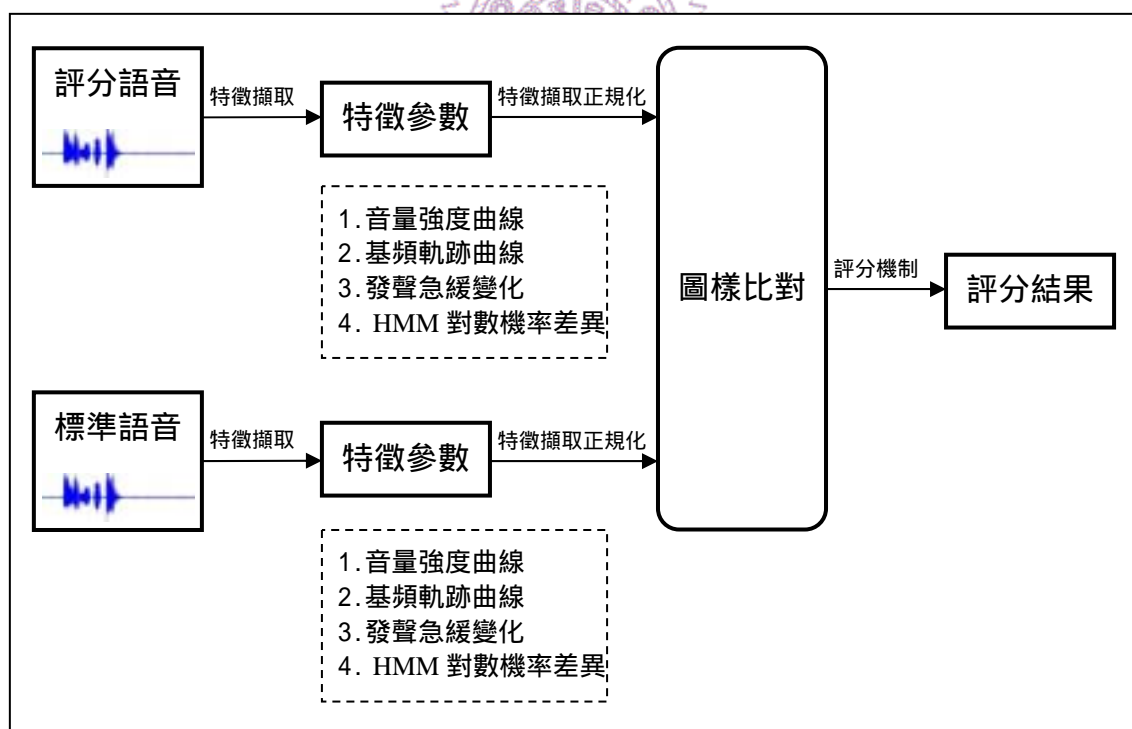 評分語音
特徵擷取
特徵參數
特徵擷取正規化
1.音量強度曲線
2.基頻軌跡曲線
3.發聲急緩變化
4. HMM 對數機率差異
標準語音
特徵擷取
特徵參數
特徵擷取正規化
1.音量強度曲線
2.基頻軌跡曲線
3.發聲急緩變化
4. HMM 對數機率差異
圖樣比對
評分機制
評分結果